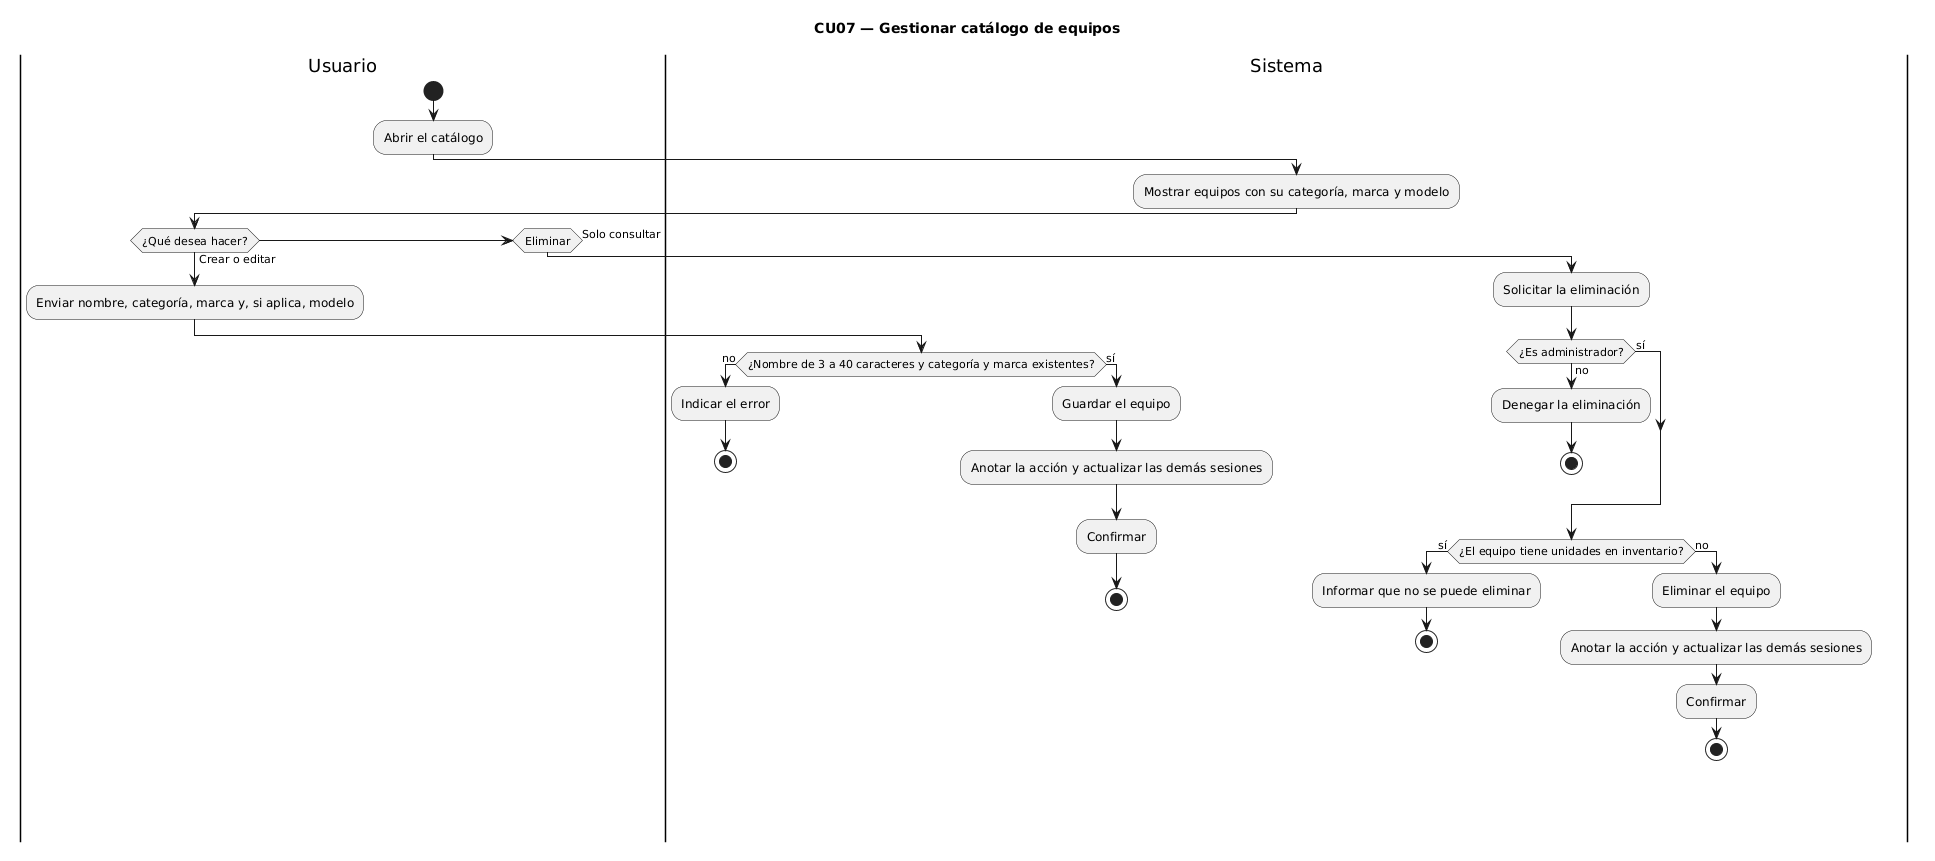 CU07 — Gestionar catálogo de equipos
Usuario
Sistema
Abrir el catálogo
Mostrar equipos con su categoría, marca y modelo
¿Qué desea hacer?
Eliminar
Solo consultar
Crear o editar
Enviar nombre, categoría, marca y, si aplica, modelo
Solicitar la eliminación
¿Es administrador?
sí
no
Denegar la eliminación
no
¿Nombre de 3 a 40 caracteres y categoría y marca existentes?
sí
Indicar el error
Guardar el equipo
Anotar la acción y actualizar las demás sesiones
Confirmar
sí
¿El equipo tiene unidades en inventario?
no
Informar que no se puede eliminar
Eliminar el equipo
Anotar la acción y actualizar las demás sesiones
Confirmar